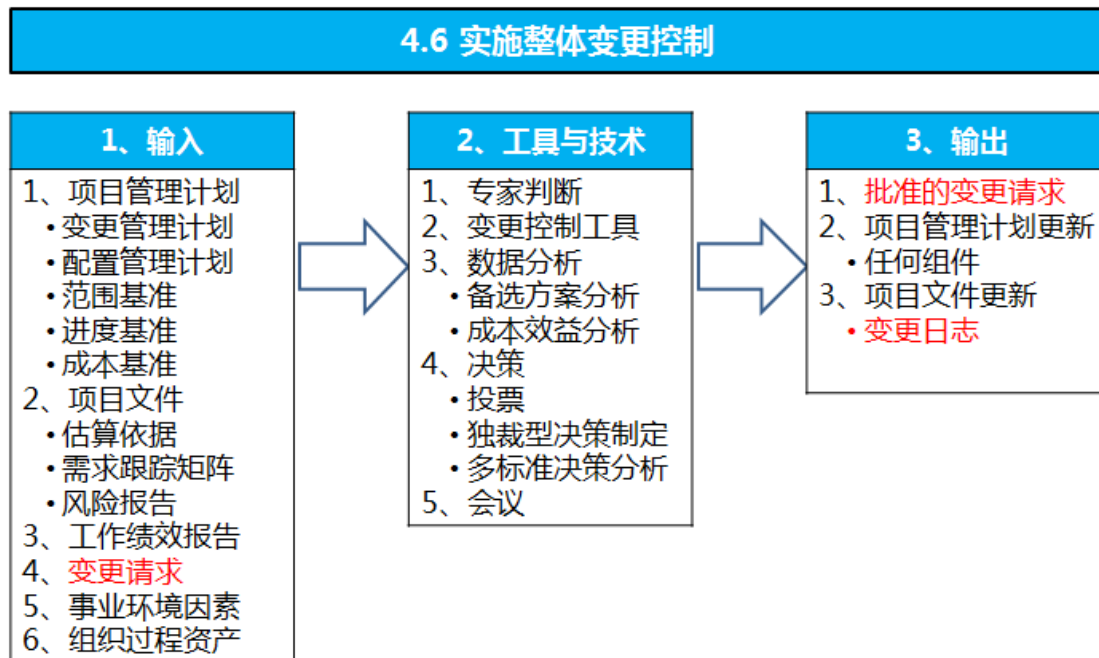 4.6 实施整体变更控制
1、输入
1、项目管理计划
•变更管理计划
•配置管理计划
•范围基准
•进度基准
•成本基准
2、项目文件
•估算依据
•需求跟踪矩阵
•风险报告
3、工作绩效报告
4、变更请求
5、事业环境因素
6、组织过程资产
2、工具与技术
1、专家判断
2、变更控制工具
3、数据分析
•备选方案分析
•成本效益分析
4、决策
•投票
•独裁型决策制定
•多标准决策分析
5、会议
3、输出
1、批准的变更请求
2、项目管理计划更新
•任何组件
3、项目文件更新
•变更日志